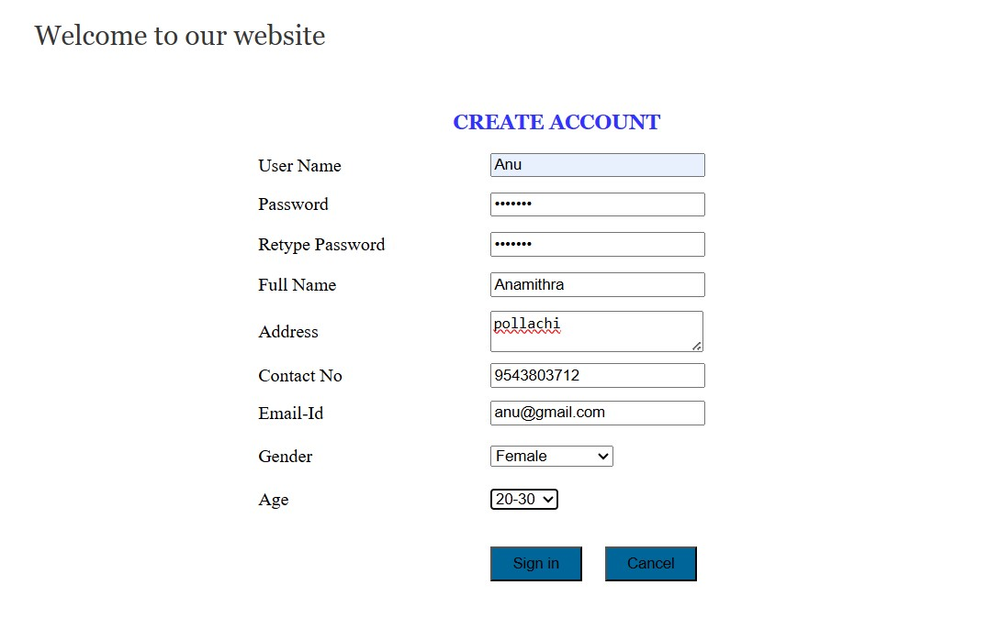 Welcome to our website
CREATE ACCOUNT
User Name Anu
Password •••••••
Retype Password •••••••
Full Name Anamithra
Address pollachi
Contact No 9543803712
Email-Id anu@gmail.com
Gender Female
Age 20-30
Sign in Cancel